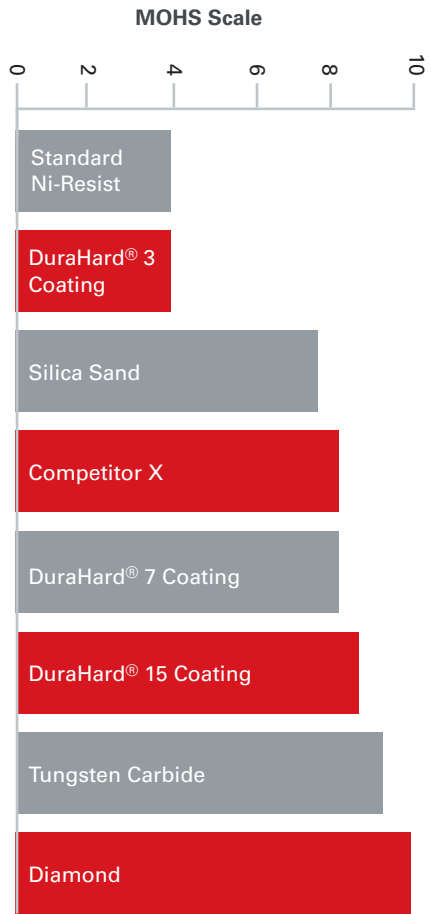 MOHS Scale
0 2 4 6 8 10
Standard
Ni-Resist
DuraHard® 3
Coating
Silica Sand
Competitor X
DuraHard® 7 Coating
DuraHard® 15 Coating
Tungsten Carbide
Diamond